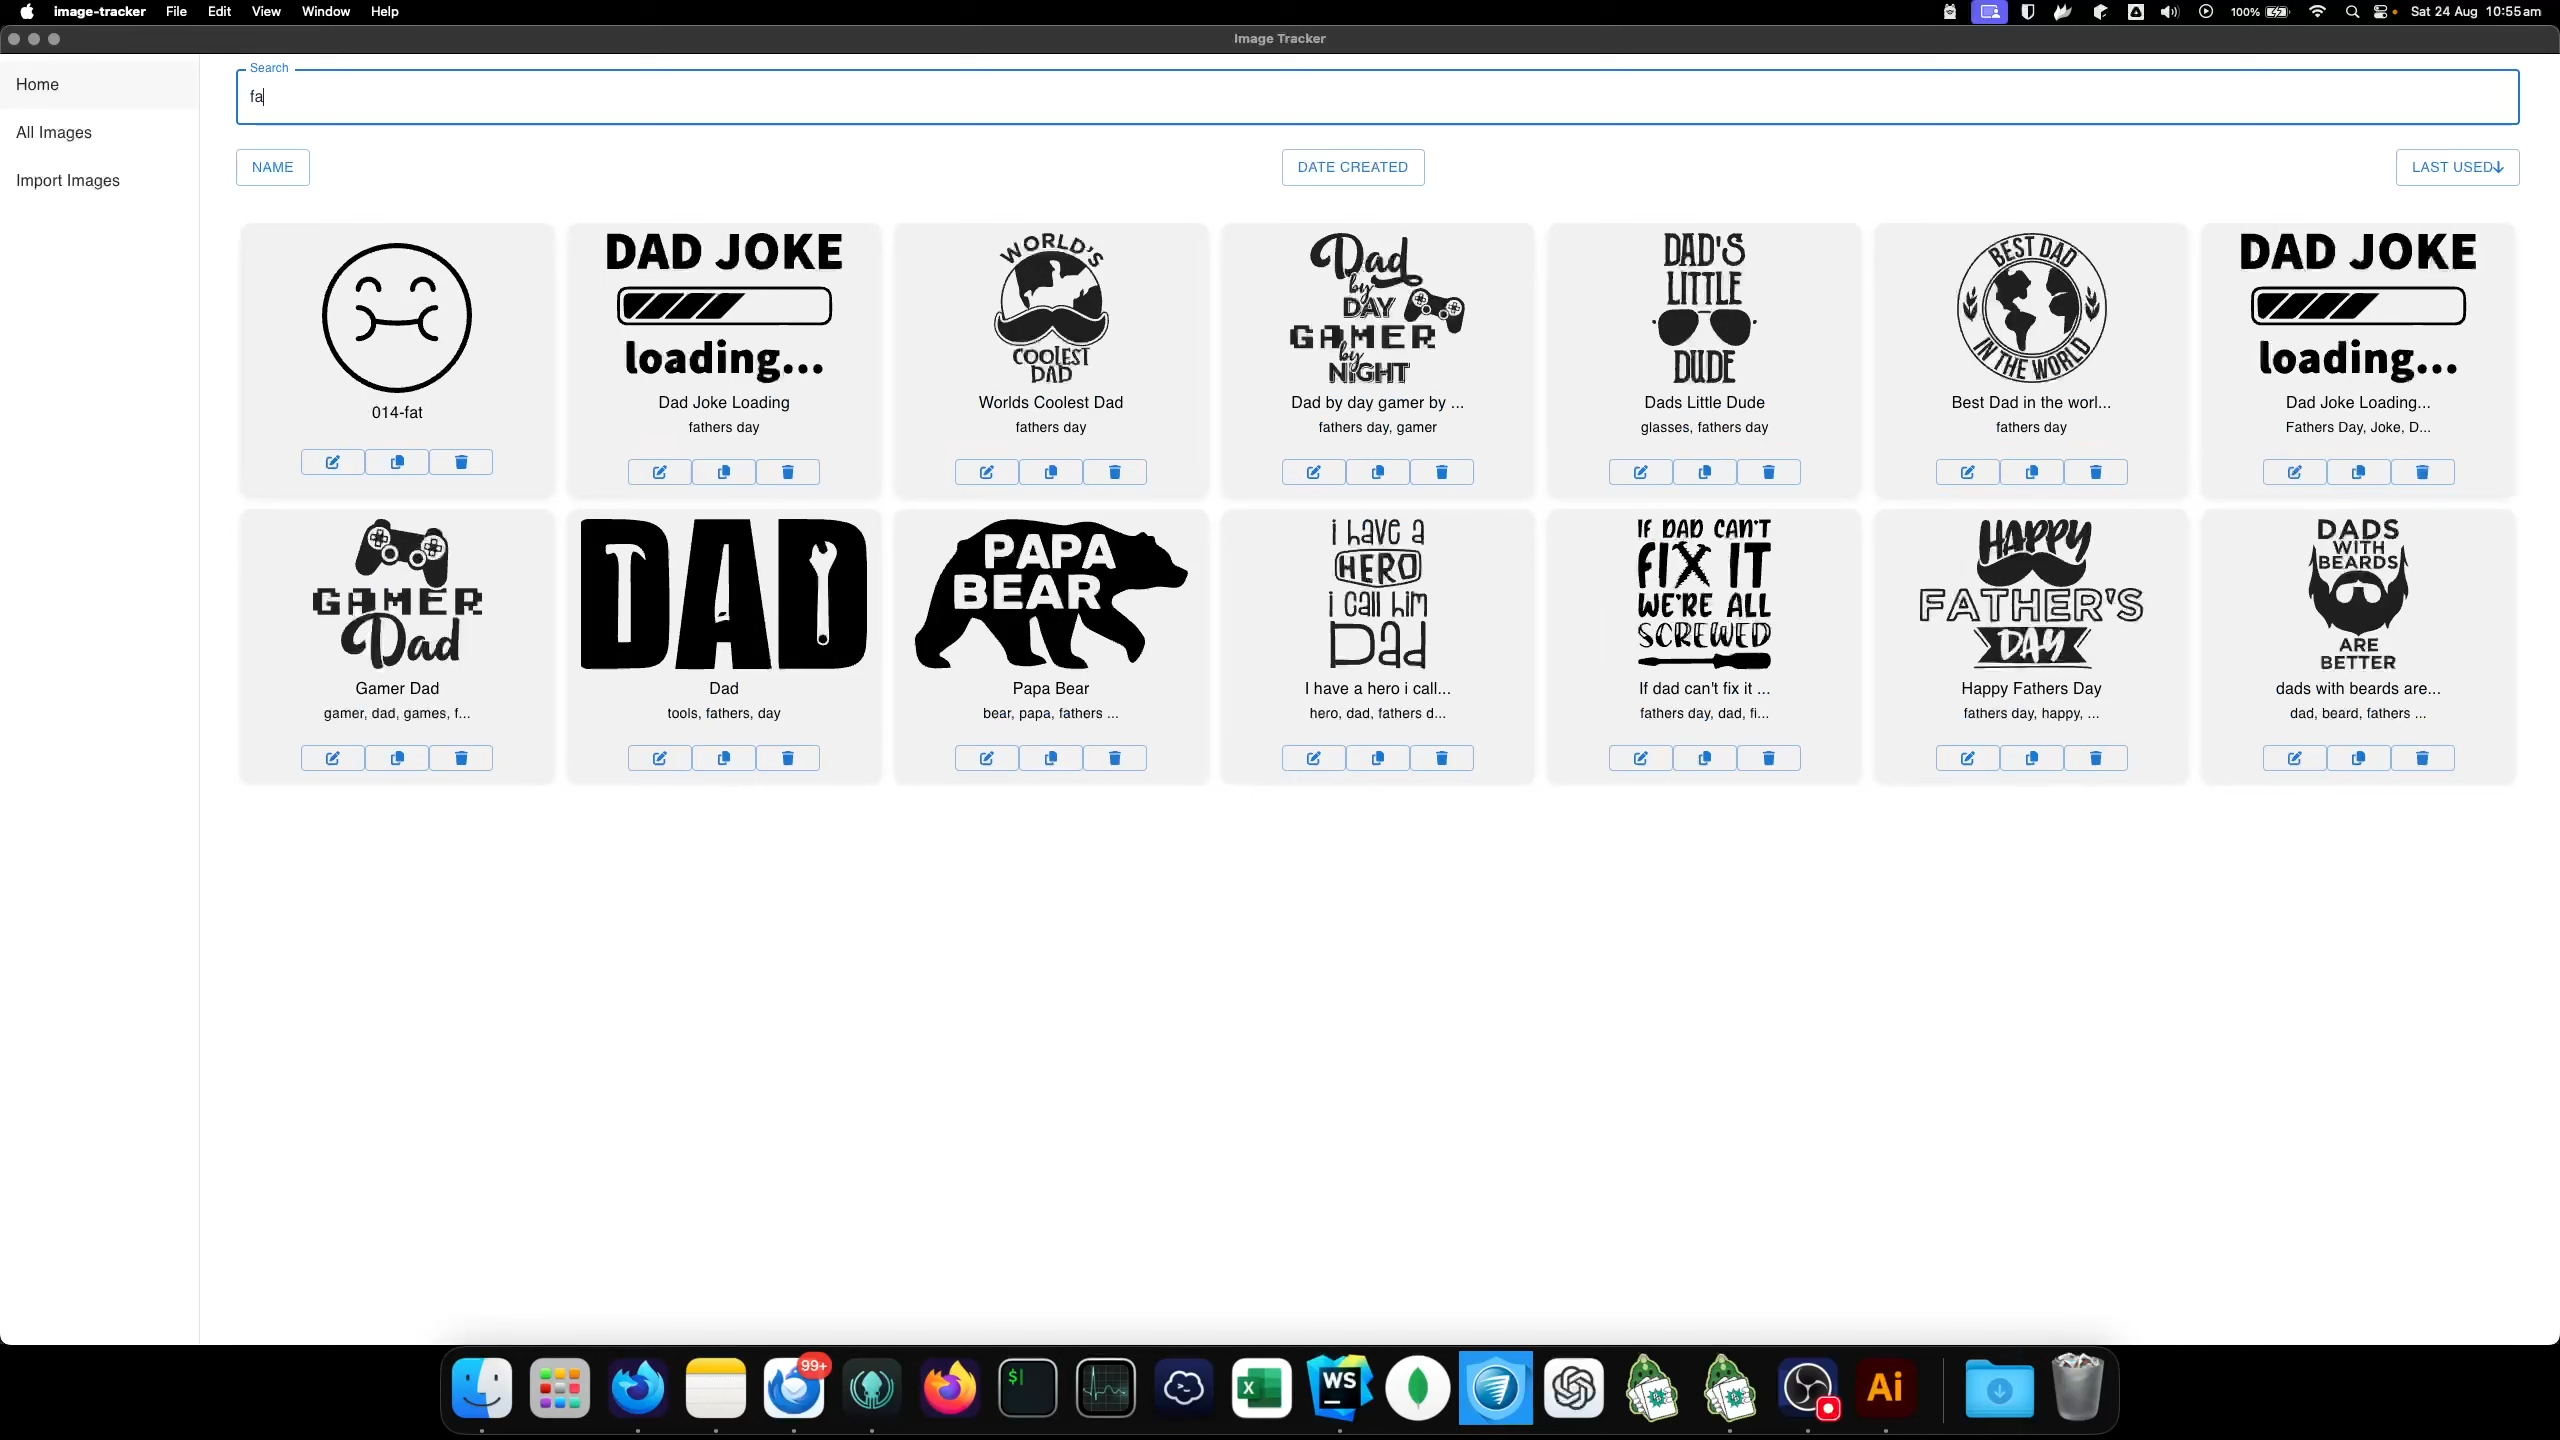 image-tracker File Edit View Window Help 100% Sat 24 Aug 10:55 am
Image Tracker
Home
All Images
Import Images
Search
fa
NAME DATE CREATED LAST USED
014-fat
DAD JOKE
loading...
Dad Joke Loading
fathers day
WORLD'S
COOLEST
DAD
Worlds Coolest Dad
fathers day
Dad
by
DAY
GAMER
by
NIGHT
Dad by day gamer by ...
fathers day, gamer
DAD'S
LITTLE
DUDE
Dads Little Dude
glasses, fathers day
BEST DAD
IN THE WORLD
Best Dad in the worl...
fathers day
DAD JOKE
loading...
Dad Joke Loading...
Fathers Day, Joke, D...
GAMER
Dad
Gamer Dad
gamer, dad, games, f...
DAD
Dad
tools, fathers, day
PAPA
BEAR
Papa Bear
bear, papa, fathers ...
i have a
HERO
i call him
Dad
I have a hero i call...
hero, dad, fathers d...
IF DAD CAN'T
FIX IT
WE'RE ALL
SCREWED
If dad can't fix it ...
fathers day, dad, fi...
HAPPY
FATHER'S
DAY
Happy Fathers Day
fathers day, happy, ...
DADS
WITH
BEARDS
ARE
BETTER
dads with beards are...
dad, beard, fathers ...
99+
$
X
WS
Ai